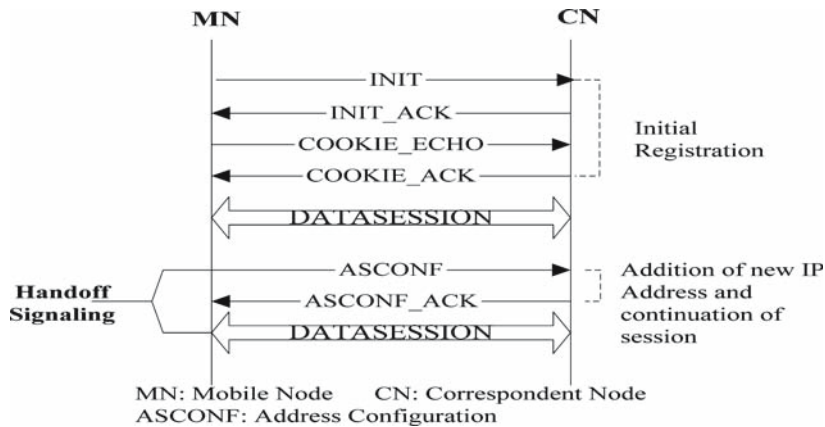 MN
CN
INIT
INIT_ACK
COOKIE_ECHO
COOKIE_ACK
Initial
Registration
DATASESSION
ASCONF
ASCONF_ACK
Handoff
Signaling
Addition of new IP
Address and
continuation of
session
DATASESSION
MN: Mobile Node CN: Correspondent Node
ASCONF: Address Configuration